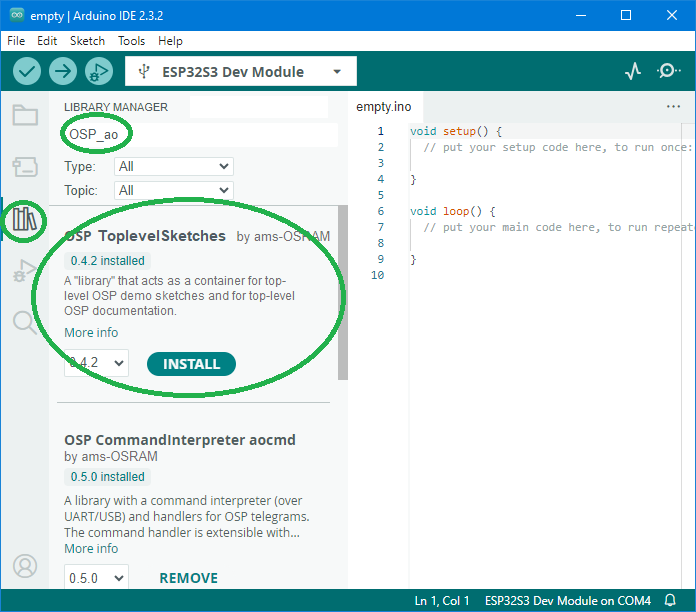 empty | Arduino IDE 2.3.2
File Edit Sketch Tools Help
ESP32S3 Dev Module
LIBRARY MANAGER
OSP_ao
Type: All
Topic: All
OSP ToplevelSketches by ams-OSRAM
0.4.2 installed
A "library" that acts as a container for top-
level OSP demo sketches and for top-level
OSP documentation.
More info
0.4.2 INSTALL
OSP CommandInterpreter aocmd
by ams-OSRAM
0.5.0 installed
A library with a command interpreter (over
UART/USB) and handlers for OSP telegrams.
The command handler is extensible with...
More info
0.5.0 REMOVE
empty.ino
1 void setup() {
2 // put your setup code here, to run once:
3
4 }
5
6 void loop() {
7 // put your main code here, to run repeat
8
9 }
10
Ln 1, Col 1 ESP32S3 Dev Module on COM4